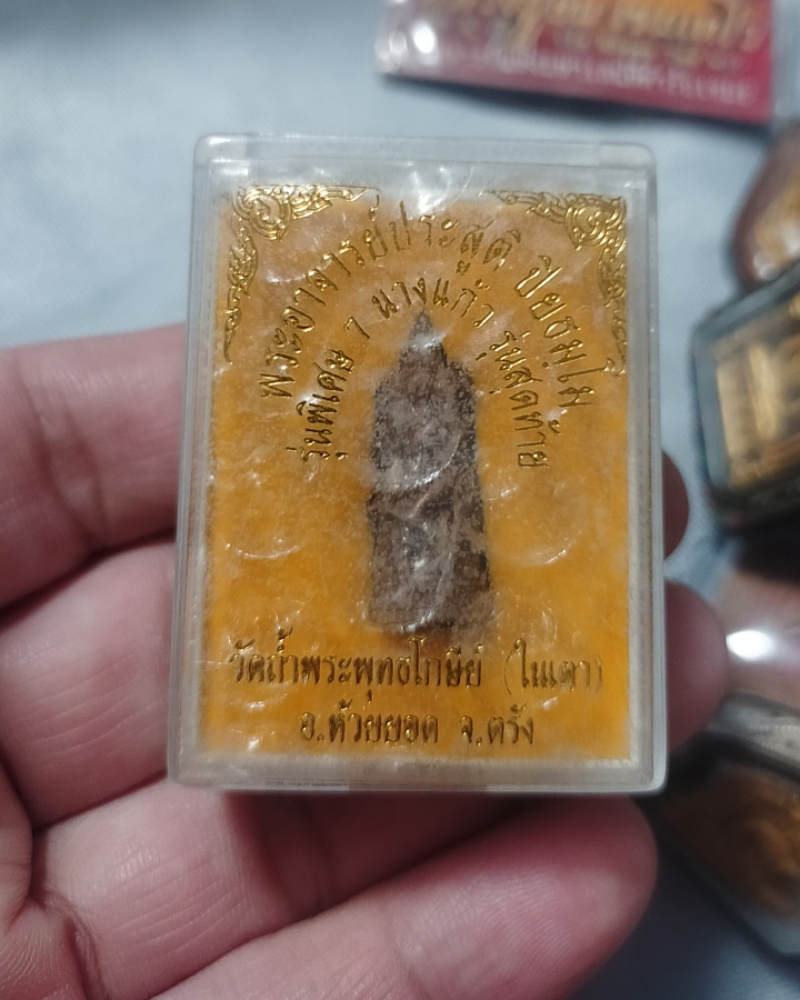 พระอาจารย์ประสูติ ปิยธมฺโม
รุ่นพิเศษ 7 นางแก้ว รุ่นสุดท้าย
วัดถ้ำพระพุทธโกษีย์ (ในเตา)
อ.ห้วยยอด จ.ตรัง